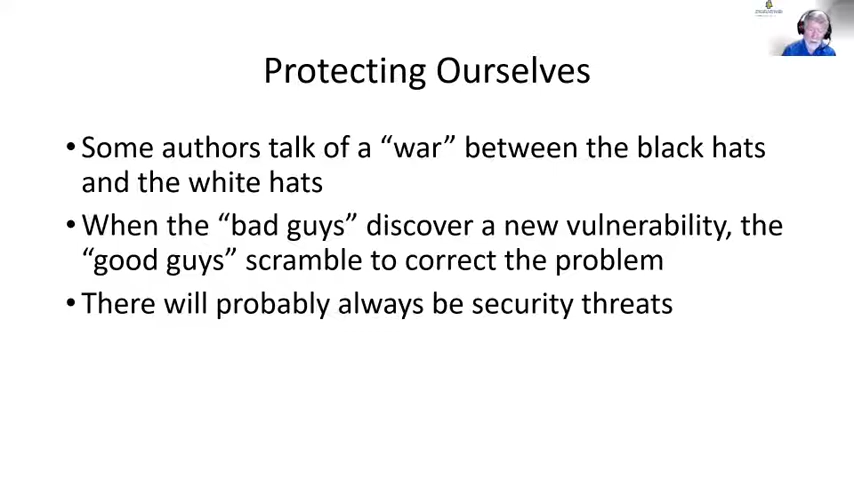 Protecting Ourselves
• Some authors talk of a “war” between the black hats
and the white hats
• When the “bad guys” discover a new vulnerability, the
“good guys” scramble to correct the problem
• There will probably always be security threats